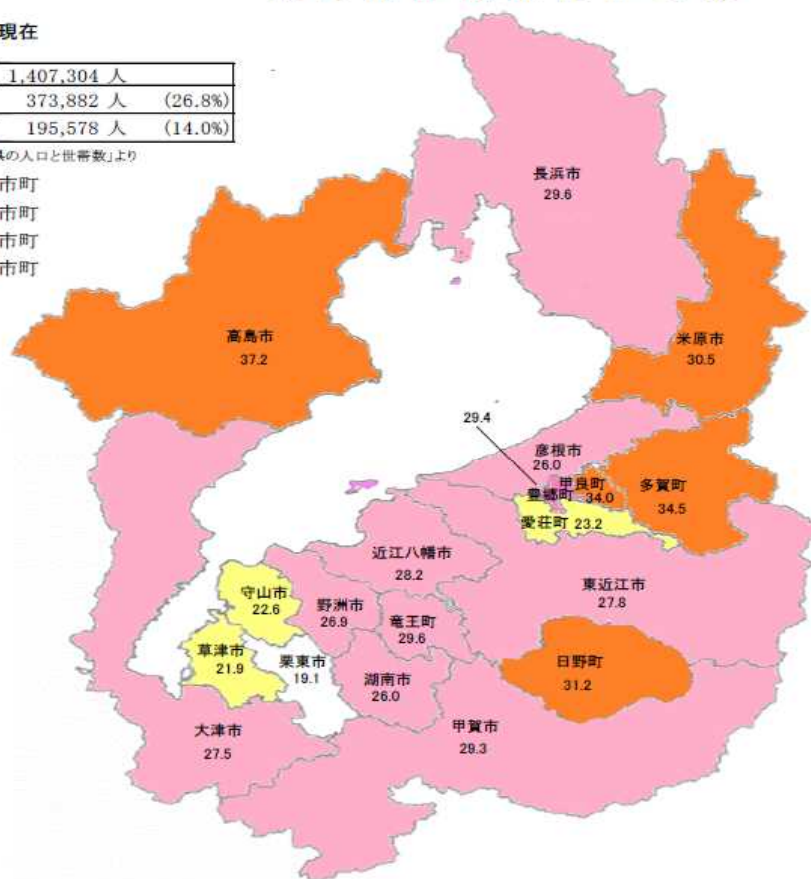 現在
1,407,304 人
373,882 人 (26.8%)
195,578 人 (14.0%)
の人口と世帯数」より
市町
市町
市町
市町
長浜市
29.6
高島市
37.2
米原市
30.5
29.4
彦根市
26.0
甲良町
34.0
豊郷町
多賀町
34.5
愛荘町 23.2
近江八幡市
28.2
東近江市
27.8
守山市
22.6
野洲市
26.9
竜王町
29.6
草津市
21.9
栗東市
19.1
湖南市
26.0
日野町
31.2
大津市
27.5
甲賀市
29.3